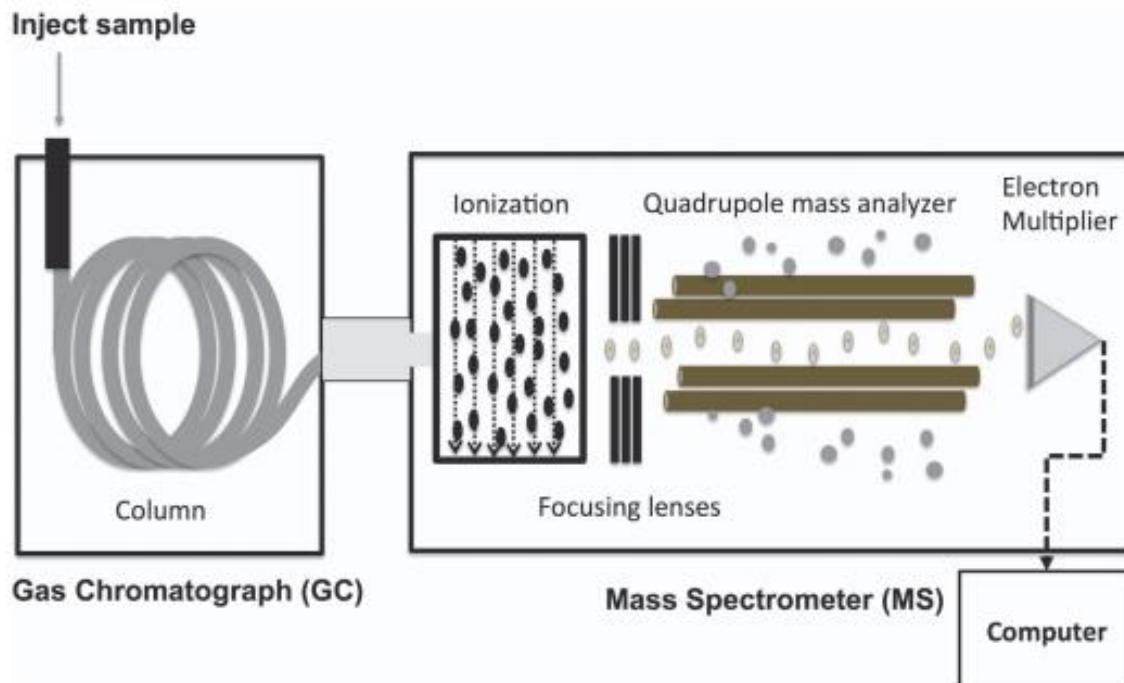 Inject sample
Ionization
Quadrupole mass analyzer
Electron
Multiplier
Column
Focusing lenses
Gas Chromatograph (GC)
Mass Spectrometer (MS)
Computer